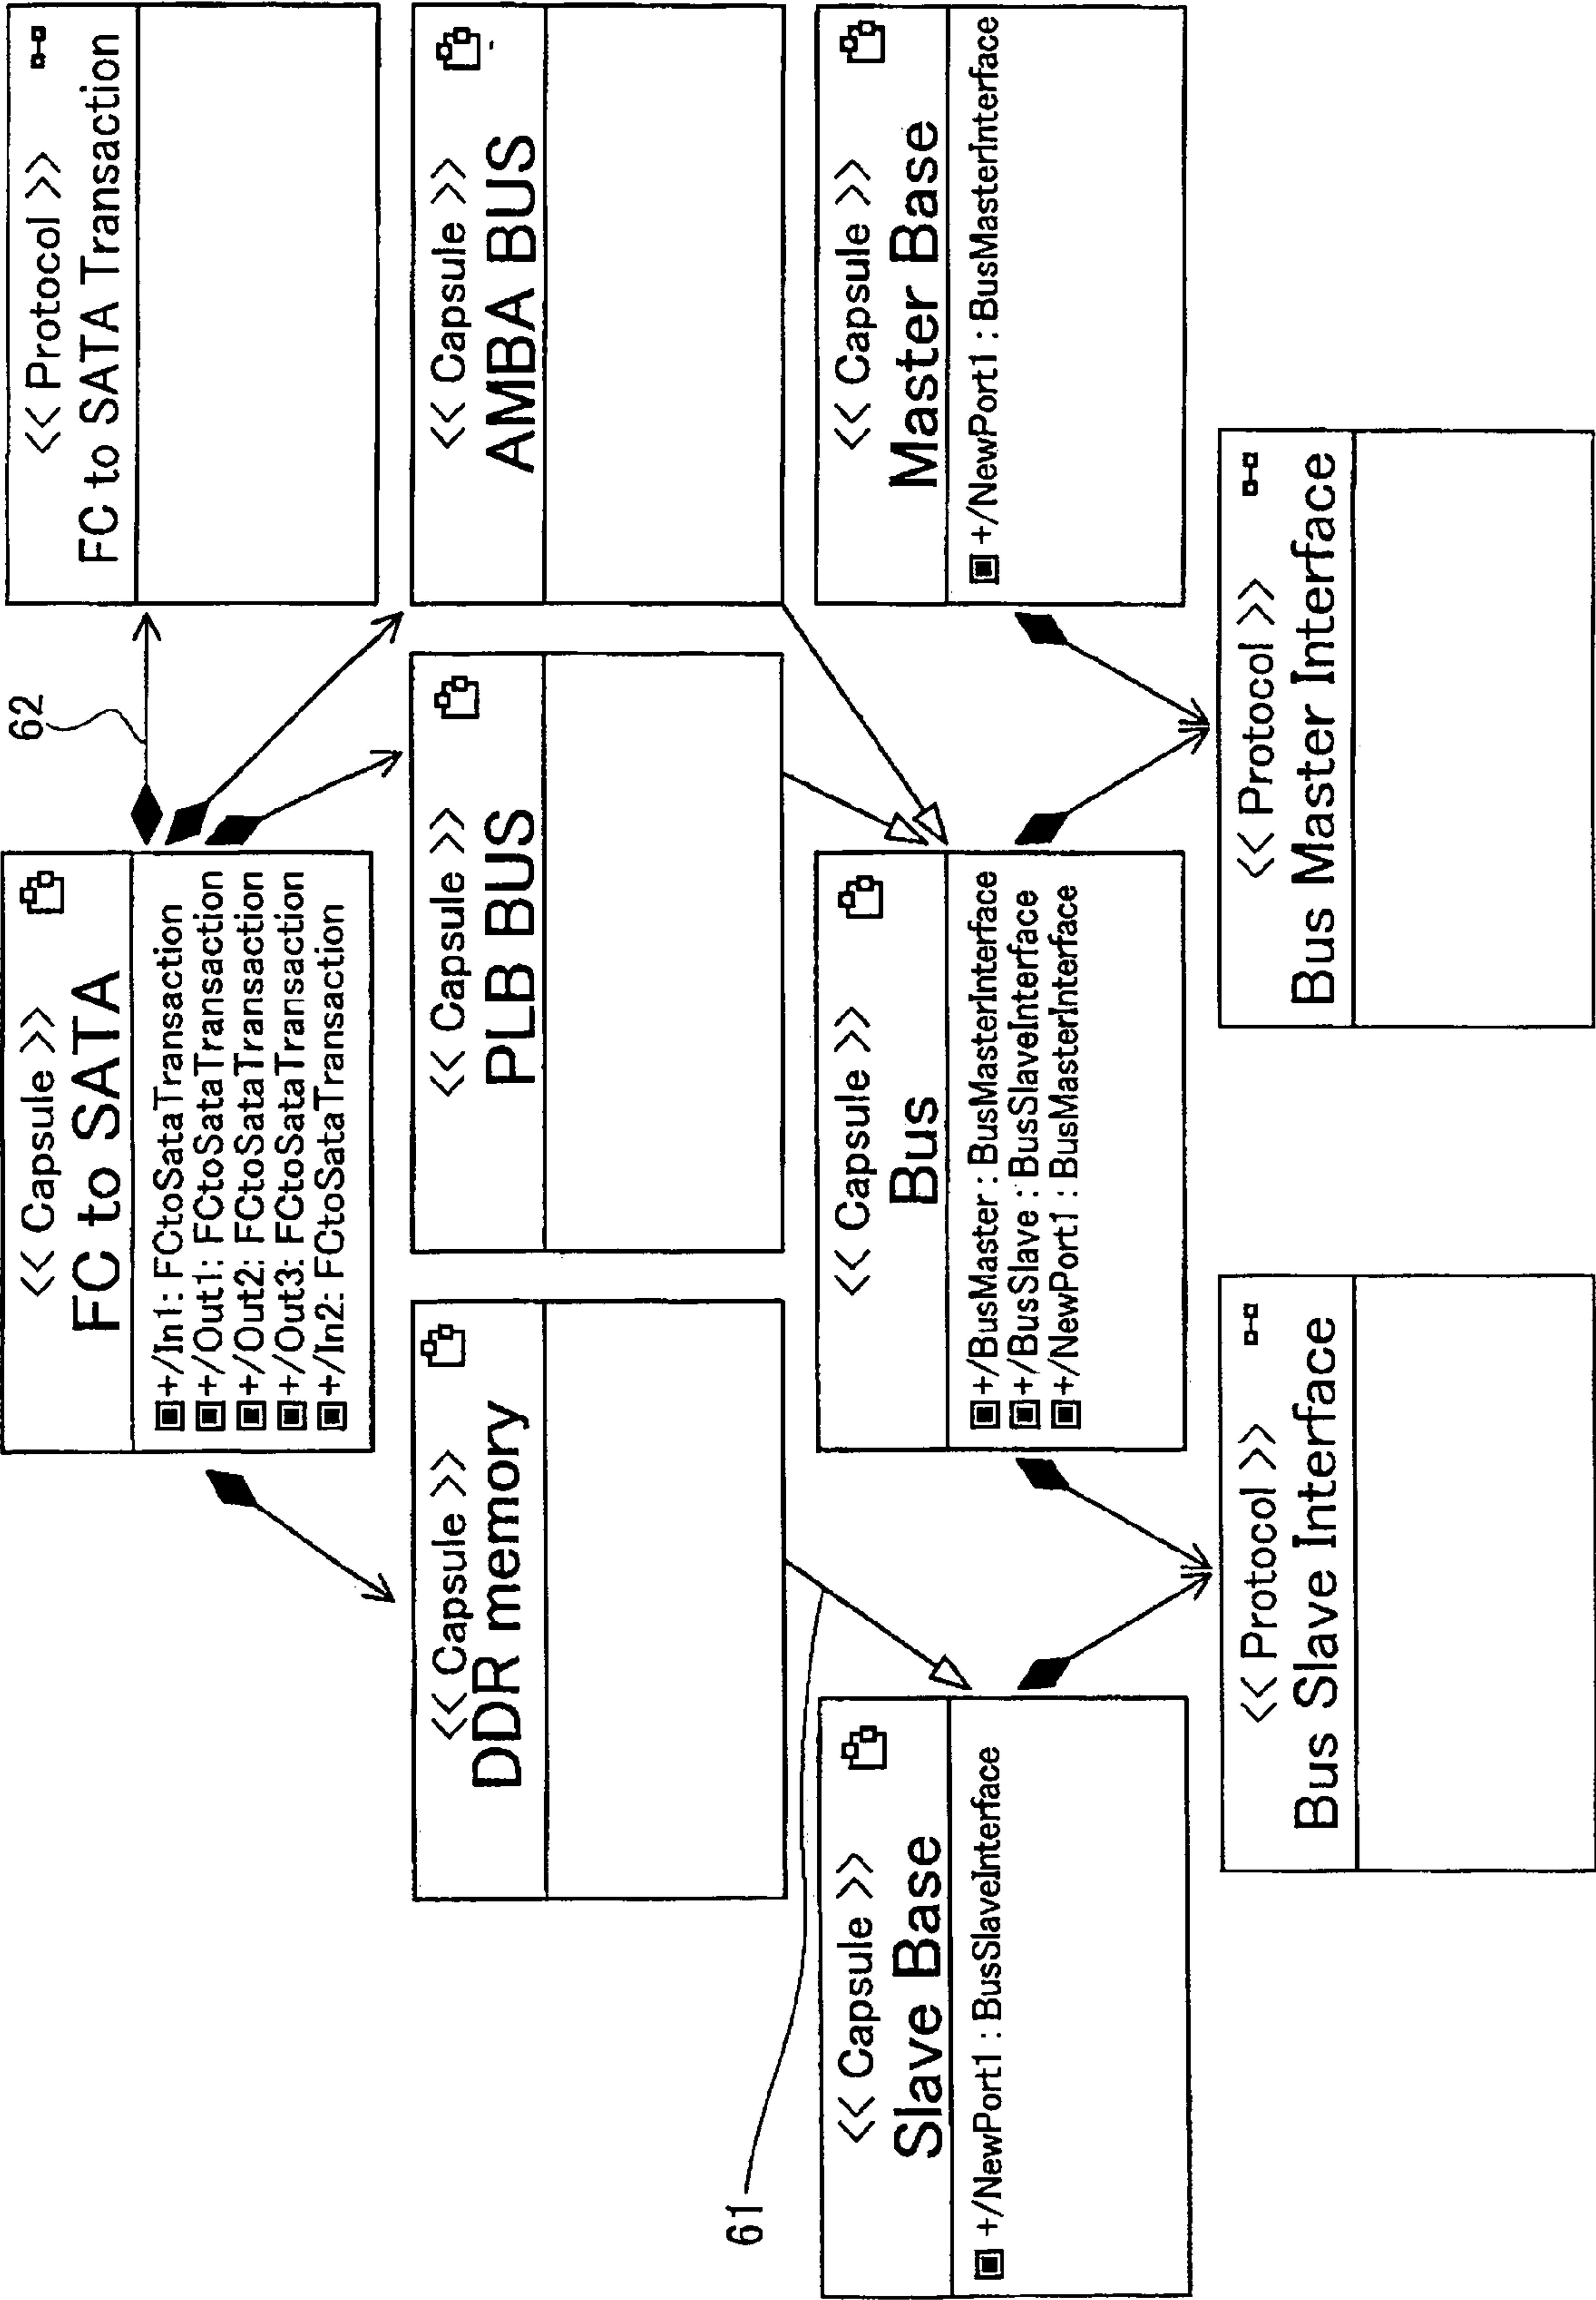 << Capsule >>
FC to SATA
+/In1: FCtoSataTransaction
+/Out1: FCtoSataTransaction
+/Out2: FCtoSataTransaction
+/Out3: FCtoSataTransaction
+/In2: FCtoSataTransaction
62
<< Protocol >>
FC to SATA Transaction
<< Capsule >>
DDR memory
<< Capsule >>
PLB BUS
<< Capsule >>
AMBA BUS
61
<< Capsule >>
Slave Base
+/NewPort1 : BusSlaveInterface
<< Capsule >>
Bus
+/BusMaster : BusMasterInterface
+/BusSlave : BusSlaveInterface
+/NewPort1 : BusMasterInterface
<< Capsule >>
Master Base
+/NewPort1 : BusMasterInterface
<< Protocol >>
Bus Slave Interface
<< Protocol >>
Bus Master Interface